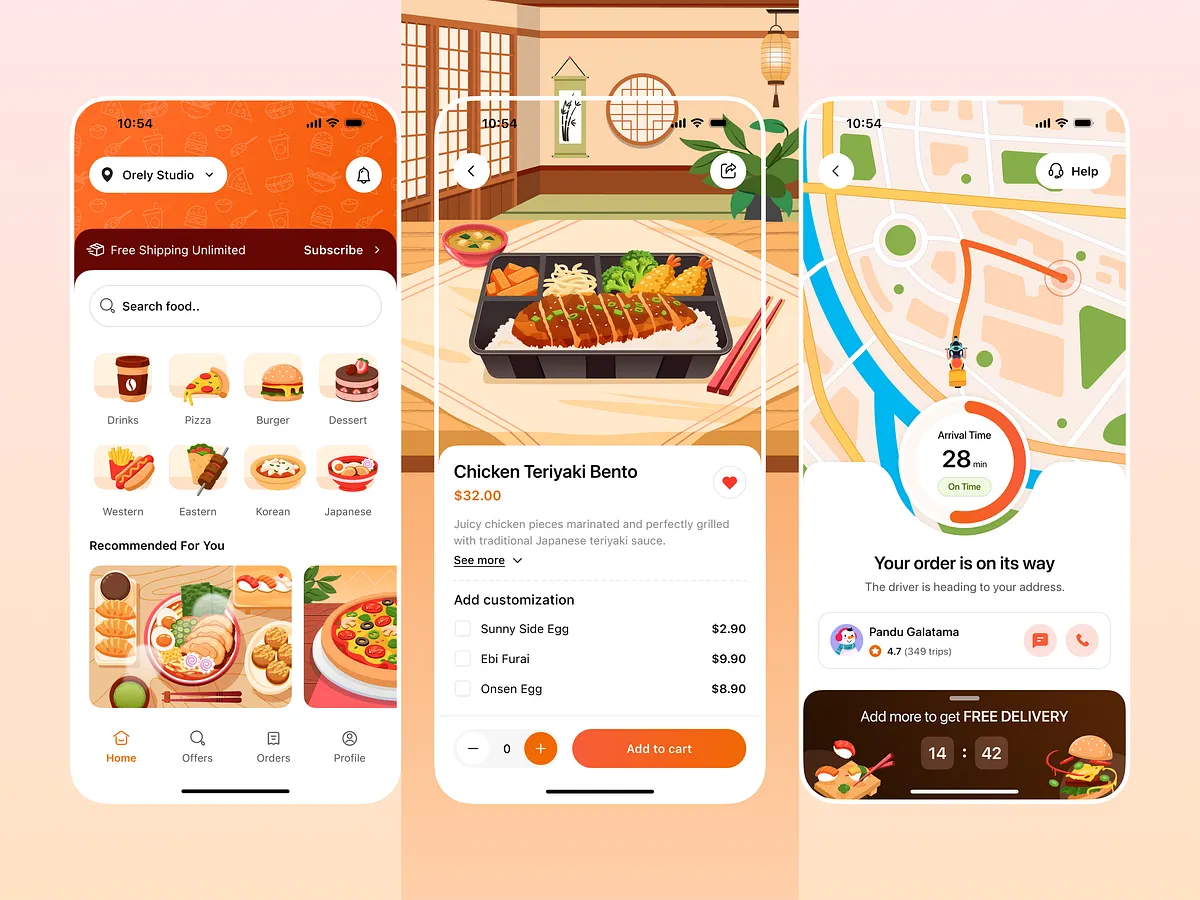 10:54
Orely Studio
Free Shipping Unlimited
Subscribe
Search food..
Drinks
Pizza
Burger
Dessert
Western
Eastern
Korean
Japanese
Recommended For You
Home
Offers
Orders
Profile
10:54
Chicken Teriyaki Bento
$32.00
Juicy chicken pieces marinated and perfectly grilled
with traditional Japanese teriyaki sauce.
See more
Add customization
Sunny Side Egg $2.90
Ebi Furai $9.90
Onsen Egg $8.90
0
Add to cart
10:54
Help
Arrival Time
28 min
On Time
Your order is on its way
The driver is heading to your address.
Pandu Galatama
4.7 (349 trips)
Add more to get FREE DELIVERY
14 : 42